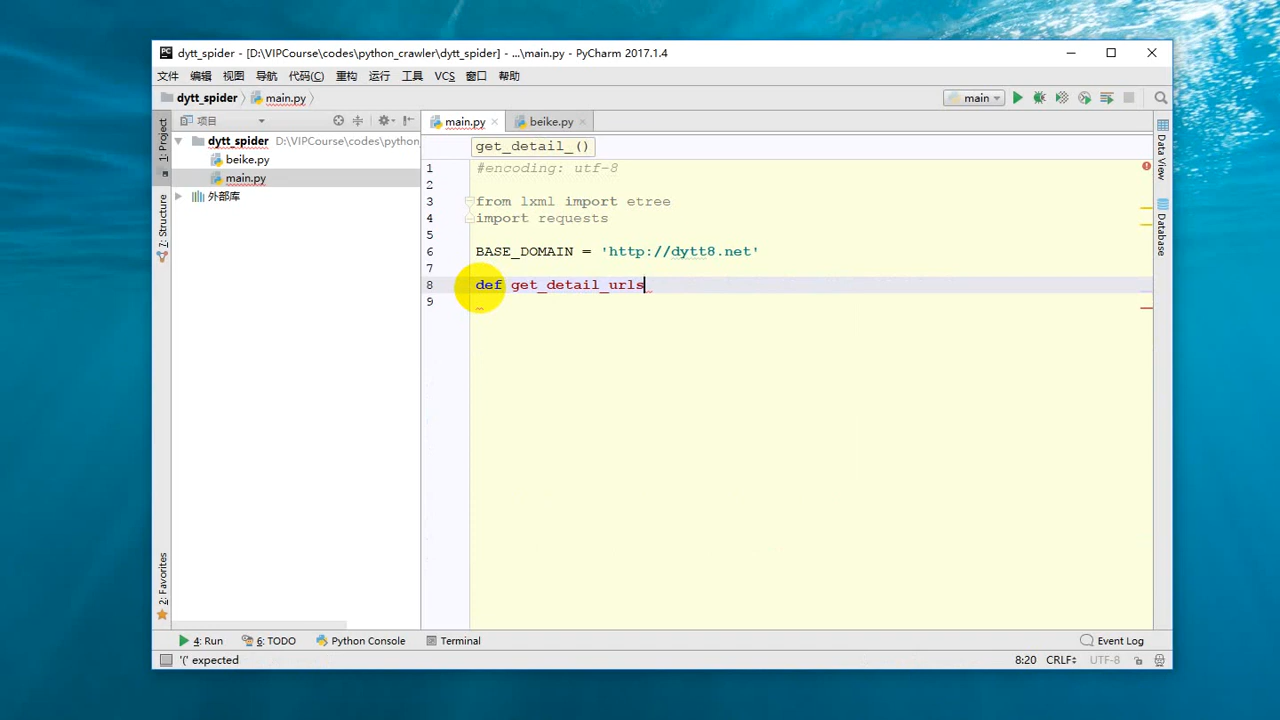 dytt_spider - [D:\VIPCourse\codes\python_crawler\dytt_spider] - ...\main.py - PyCharm 2017.1.4
文件 编辑 视图 导航 代码(C) 重构 运行 工具 VCS 窗口 帮助
dytt_spider main.py main
1: Project
7: Structure
2: Favorites
项目
dytt_spider D:\VIPCourse\codes\python_
beike.py
main.py
外部库
main.py beike.py
get_detail_()
1 #encoding: utf-8
2
3 from lxml import etree
4 import requests
5
6 BASE_DOMAIN = 'http://dytt8.net'
7
8 def get_detail_urls
9
Data View
Database
4: Run 6: TODO Python Console Terminal Event Log
'(' expected 8:20 CRLF UTF-8